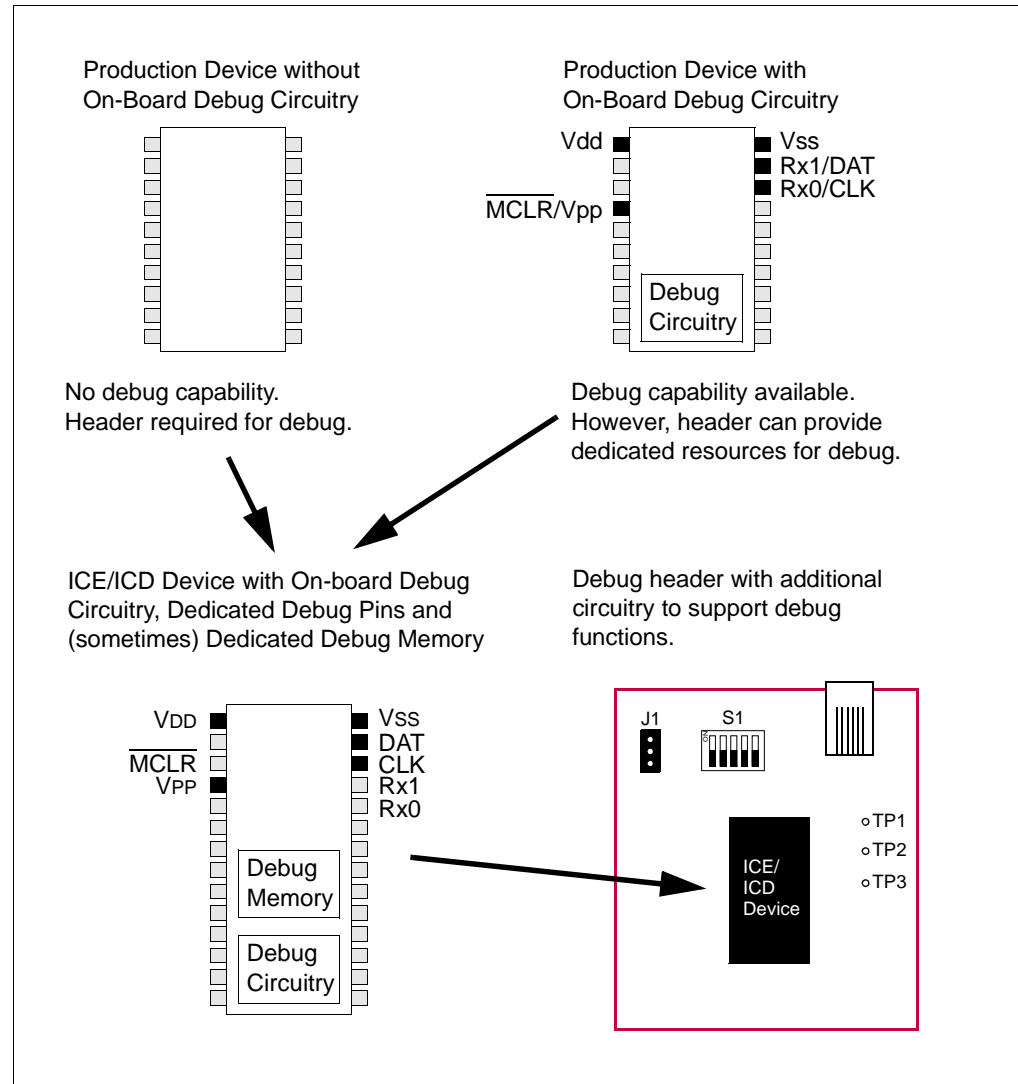 Production Device without
On-Board Debug Circuitry
Production Device with
On-Board Debug Circuitry
Vdd
MCLR/Vpp
Vss
Rx1/DAT
Rx0/CLK
Debug
Circuitry
No debug capability.
Header required for debug.
Debug capability available.
However, header can provide
dedicated resources for debug.
ICE/ICD Device with On-board Debug
Circuitry, Dedicated Debug Pins and
(sometimes) Dedicated Debug Memory
Debug header with additional
circuitry to support debug
functions.
VDD
MCLR
VPP
VSS
DAT
CLK
Rx1
Rx0
Debug
Memory
Debug
Circuitry
J1
S1
ON
TP1
TP2
TP3
ICE/
ICD
Device